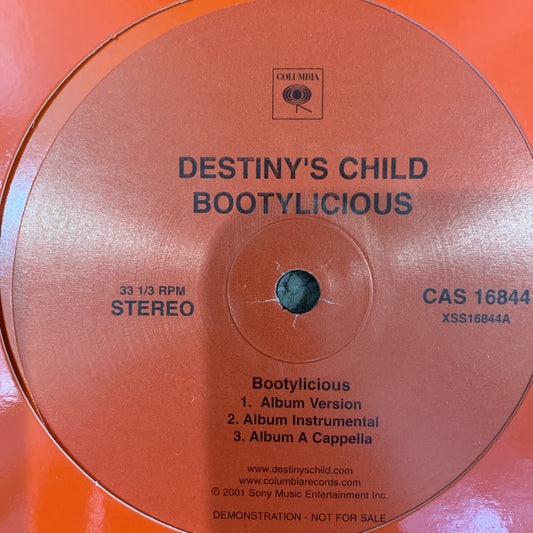 COLUMBIA
DESTINY'S CHILD
BOOTYLICIOUS
33 1/3 RPM
STEREO
CAS 16844
XSS16844A
Bootylicious
1. Album Version
2. Album Instrumental
3. Album A Cappella
www.destinyschild.com
www.columbiarecords.com
© 2001 Sony Music Entertainment Inc.
DEMONSTRATION - NOT FOR SALE